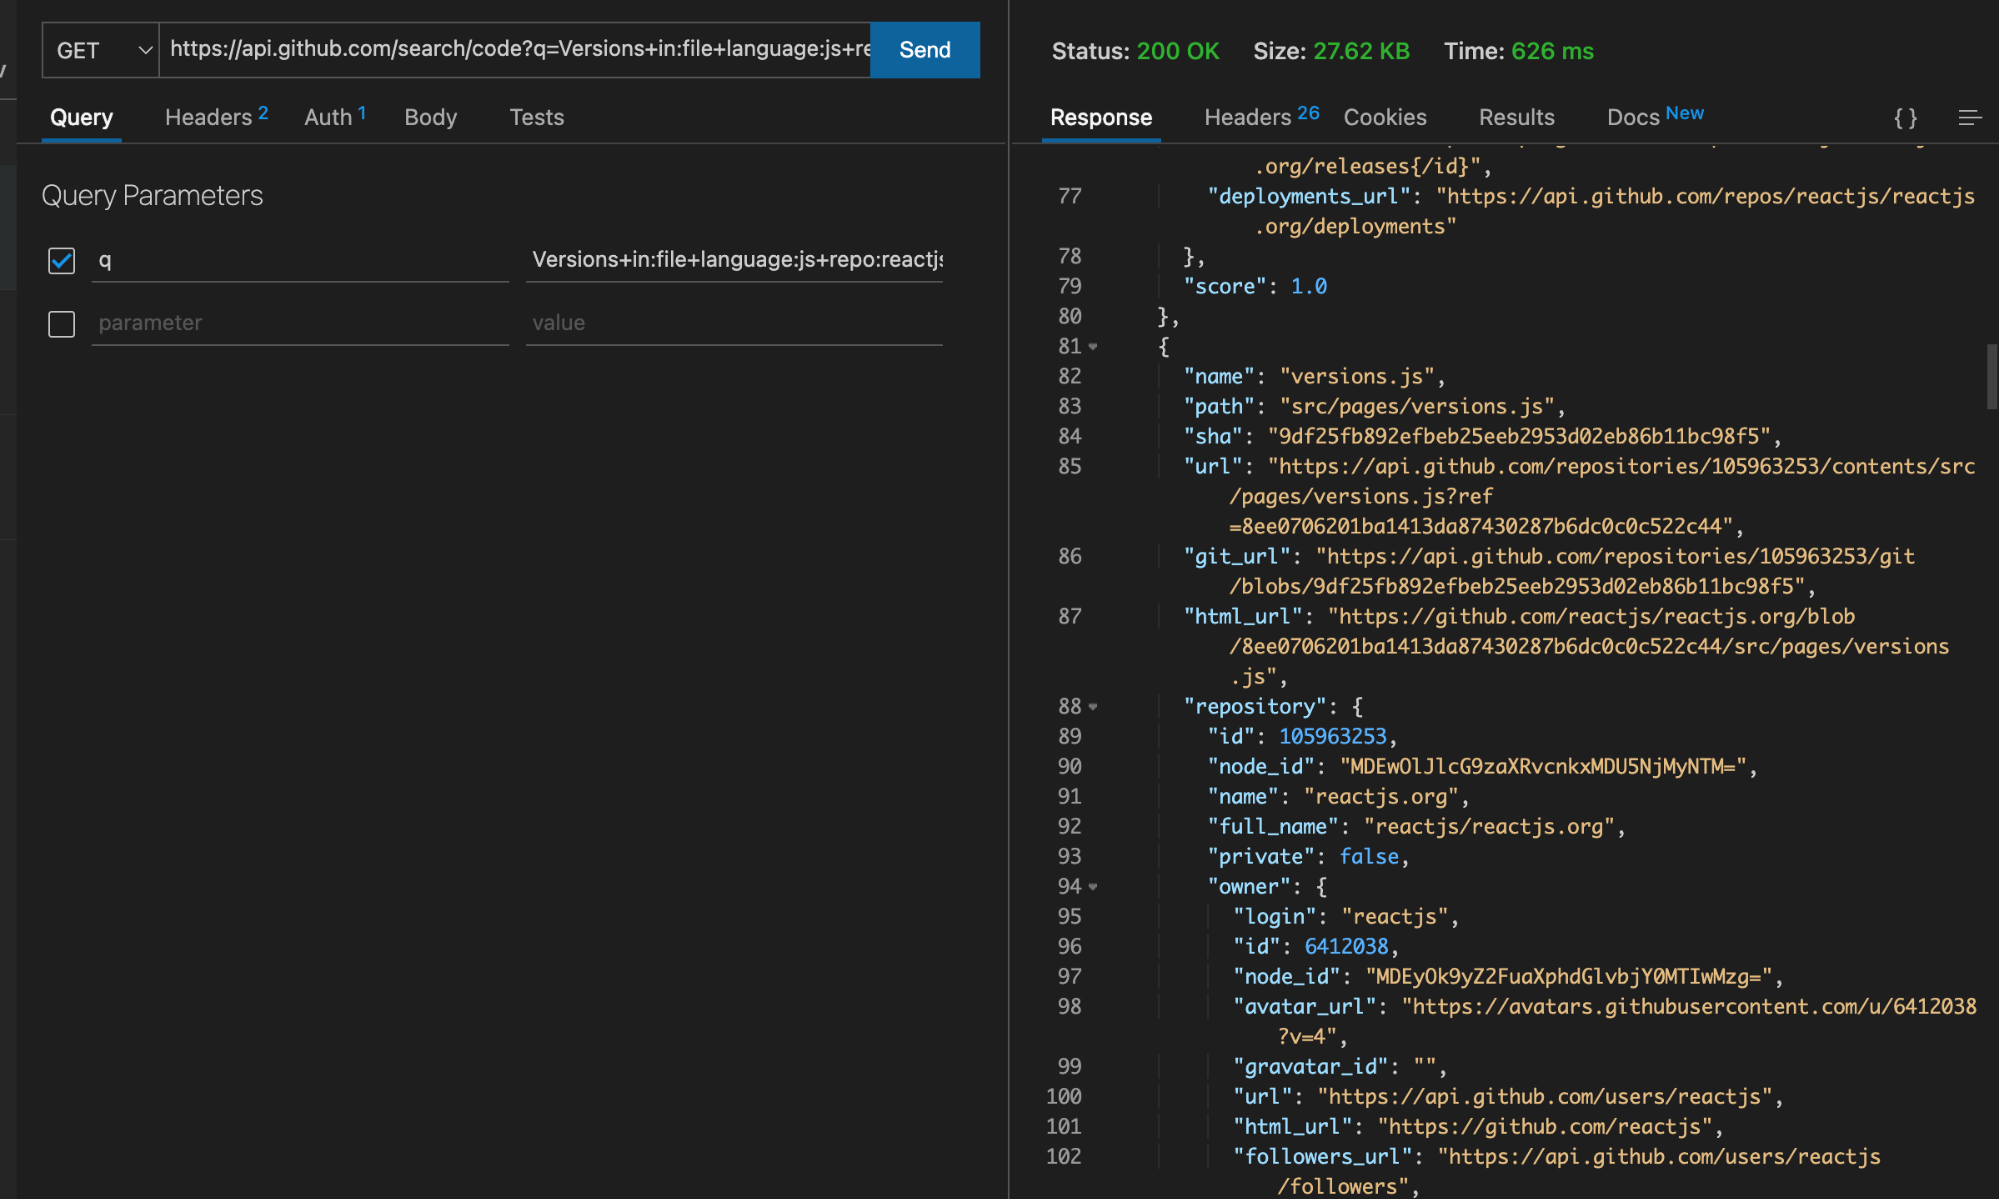 GET
https://api.github.com/search/code?q=Versions+in:file+language:js+re
Send
Query
Headers 2
Auth 1
Body
Tests
Query Parameters
q
Versions+in:file+language:js+repo:reactjs
parameter
value
Status: 200 OK
Size: 27.62 KB
Time: 626 ms
Response
Headers 26
Cookies
Results
Docs New
{ }
.org/releases{/id}",
77 "deployments_url": "https://api.github.com/repos/reactjs/reactjs
.org/deployments"
78 },
79 "score": 1.0
80 },
81 {
82 "name": "versions.js",
83 "path": "src/pages/versions.js",
84 "sha": "9df25fb892efbeb25eeb2953d02eb86b11bc98f5",
85 "url": "https://api.github.com/repositories/105963253/contents/src
/pages/versions.js?ref
=8ee0706201ba1413da87430287b6dc0c0c522c44",
86 "git_url": "https://api.github.com/repositories/105963253/git
/blobs/9df25fb892efbeb25eeb2953d02eb86b11bc98f5",
87 "html_url": "https://github.com/reactjs/reactjs.org/blob
/8ee0706201ba1413da87430287b6dc0c0c522c44/src/pages/versions
.js",
88 "repository": {
89 "id": 105963253,
90 "node_id": "MDEwOlJlcG9zaXRvcnkxMDU5NjMyNTM=",
91 "name": "reactjs.org",
92 "full_name": "reactjs/reactjs.org",
93 "private": false,
94 "owner": {
95 "login": "reactjs",
96 "id": 6412038,
97 "node_id": "MDEyOk9yZ2FuaXphdGlvbjY0MTIwMzg=",
98 "avatar_url": "https://avatars.githubusercontent.com/u/6412038
?v=4",
99 "gravatar_id": "",
100 "url": "https://api.github.com/users/reactjs",
101 "html_url": "https://github.com/reactjs",
102 "followers_url": "https://api.github.com/users/reactjs
/followers",